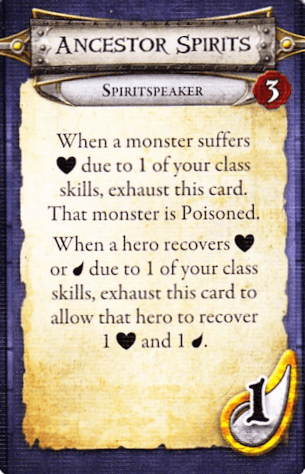 Ancestor Spirits
Spiritspeaker
3
When a monster suffers
♥ due to 1 of your class
skills, exhaust this card.
That monster is Poisoned.
When a hero recovers ♥
or due to 1 of your class
skills, exhaust this card to
allow that hero to recover
1 ♥ and 1 .
1